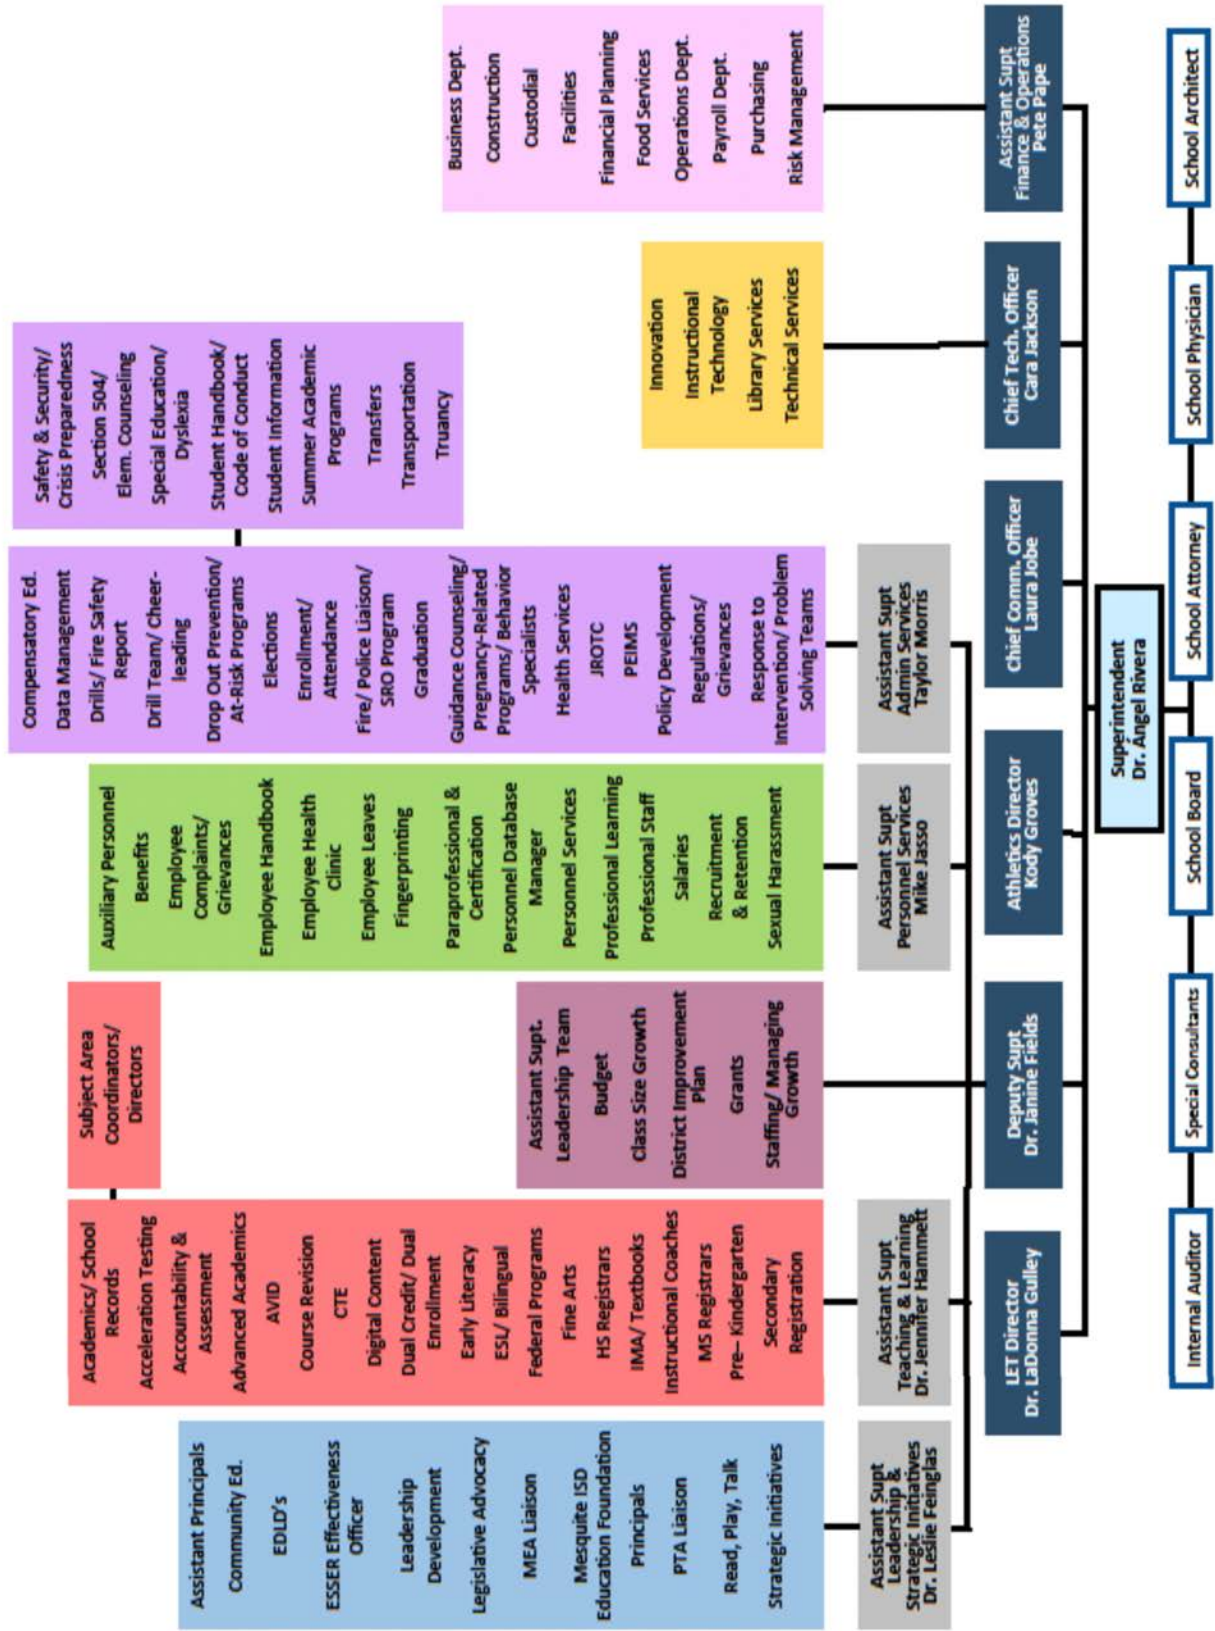 Internal Auditor
Special Consultants
School Board
School Attorney
School Physician
School Architect
Superintendent
Dr. Ángel Rivera
LET Director
Dr. LaDonna Gulley
Deputy Supt
Dr. Janine Fields
Athletics Director
Kody Groves
Chief Comm. Officer
Laura Jobe
Chief Tech. Officer
Cara Jackson
Assistant Supt
Finance & Operations
Pete Pape
Assistant Supt
Leadership &
Strategic Initiatives
Dr. Leslie Feinglas
Assistant Supt
Teaching & Learning
Dr. Jennifer Hammett
Assistant Supt
Personnel Services
Mike Jasso
Assistant Supt
Admin Services
Taylor Morris
Assistant Principals
Community Ed.
EDLD's
ESSER Effectiveness
Officer
Leadership
Development
Legislative Advocacy
MEA Liaison
Mesquite ISD
Education Foundation
Principals
PTA Liaison
Read, Play, Talk
Strategic Initiatives
Academics/ School
Records
Acceleration Testing
Accountability &
Assessment
Advanced Academics
AVID
Course Revision
CTE
Digital Content
Dual Credit/ Dual
Enrollment
Early Literacy
ESL/ Bilingual
Federal Programs
Fine Arts
HS Registrars
IMA/ Textbooks
Instructional Coaches
MS Registrars
Pre– Kindergarten
Secondary
Registration
Subject Area
Coordinators/
Directors
Assistant Supt.
Leadership Team
Budget
Class Size Growth
District Improvement
Plan
Grants
Staffing/ Managing
Growth
Auxiliary Personnel
Benefits
Employee
Complaints/
Grievances
Employee Handbook
Employee Health
Clinic
Employee Leaves
Fingerprinting
Paraprofessional &
Certification
Personnel Database
Manager
Personnel Services
Professional Learning
Professional Staff
Salaries
Recruitment
& Retention
Sexual Harassment
Compensatory Ed.
Data Management
Drills/ Fire Safety
Report
Drill Team/ Cheer-
leading
Drop Out Prevention/
At-Risk Programs
Elections
Enrollment/
Attendance
Fire/ Police Liaison/
SRO Program
Graduation
Guidance Counseling/
Pregnancy-Related
Programs/ Behavior
Specialists
Health Services
JROTC
PEIMS
Policy Development
Regulations/
Grievances
Response to
Intervention/ Problem
Solving Teams
Safety & Security/
Crisis Preparedness
Section 504/
Elem. Counseling
Special Education/
Dyslexia
Student Handbook/
Code of Conduct
Student Information
Summer Academic
Programs
Transfers
Transportation
Truancy
Innovation
Instructional
Technology
Library Services
Technical Services
Business Dept.
Construction
Custodial
Facilities
Financial Planning
Food Services
Operations Dept.
Payroll Dept.
Purchasing
Risk Management